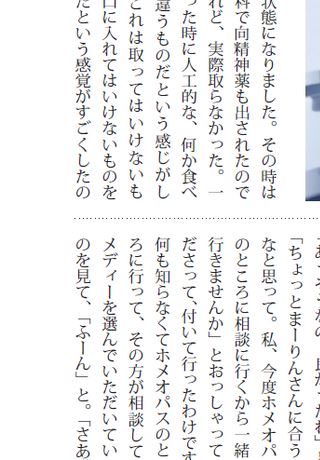 状態になりました。その時は
科で向精神薬も出されたので
れど、実際取らなかった。一
った時に人工的な、何か食べ
違うものだという感じがし
これは取ってはいけないも
口に入れてはいけないものを
だという感覚がすごくしたの
「ちょっとまーりんさんに合う
なと思って。私、今度ホメオパ
のところに相談に行くから一緒
行きませんか」とおっしゃって
ださって、付いて行ったわけです
何も知らなくてホメオパスのと
ろに行って、その方が相談して
メディーを選んでいただいてい
のを見て、「ふーん」と。「さあ